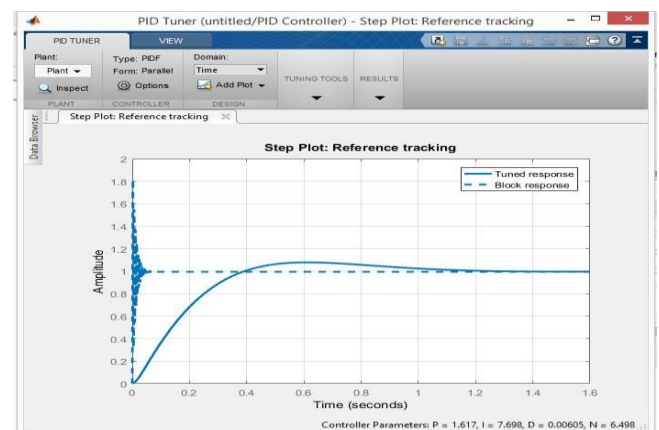 PID Tuner (untitled/PID Controller) - Step Plot: Reference tracking
PID TUNER
VIEW
Plant:
Plant
Inspect
PLANT
Type: PIDF
Form: Parallel
Options
CONTROLLER
Domain:
Time
Add Plot
DESIGN
TUNING TOOLS
RESULTS
Data Browser
Step Plot: Reference tracking
Step Plot: Reference tracking
Tuned response
Block response
Amplitude
2
1.8
1.6
1.4
1.2
1
0.8
0.6
0.4
0.2
0
0
0.2
0.4
0.6
0.8
1
1.2
1.4
1.6
Time (seconds)
Controller Parameters: P = 1.617, I = 7.698, D = 0.00605, N = 6.498